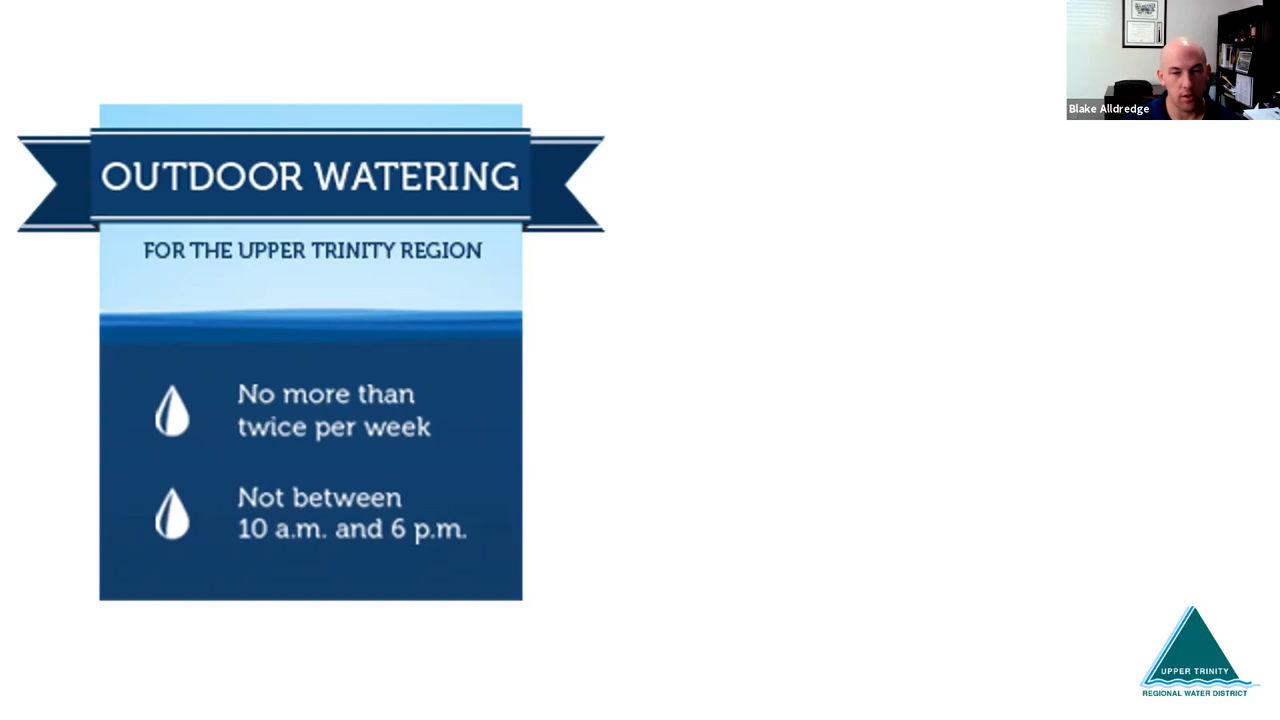 Blake Alldredge
OUTDOOR WATERING
FOR THE UPPER TRINITY REGION
No more than
twice per week
Not between
10 a.m. and 6 p.m.
UPPER TRINITY
REGIONAL WATER DISTRICT